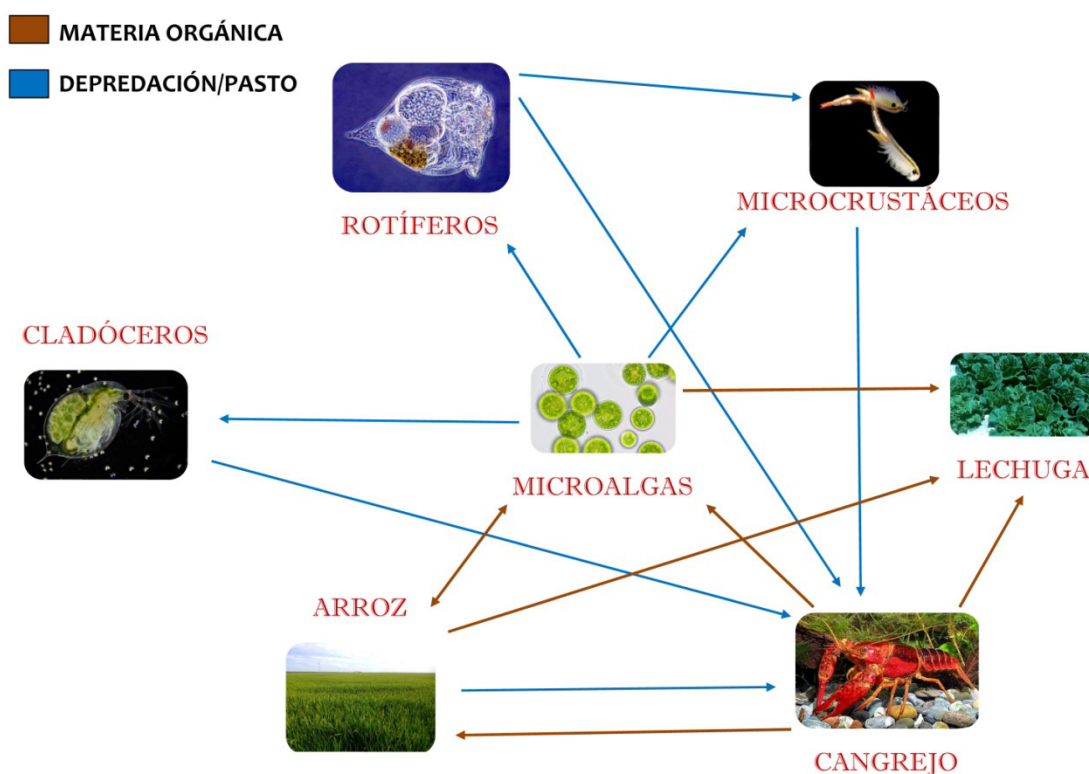 MATERIA ORGÁNICA
DEPREDACIÓN/PASTO
ROTÍFEROS
MICROCRUSTÁCEOS
CLADÓCEROS
MICROALGAS
LECHUGA
ARROZ
CANGREJO